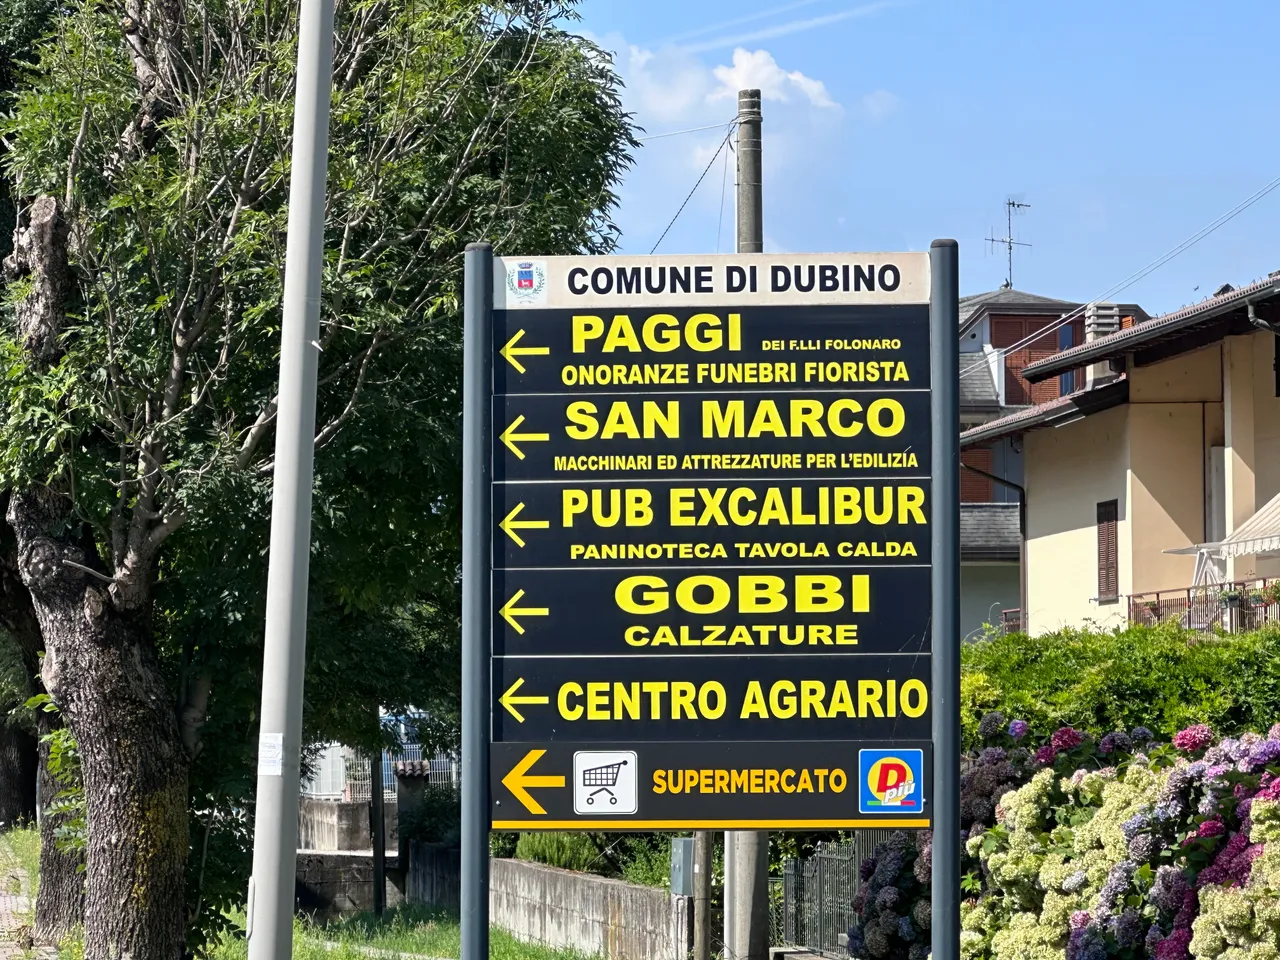 COMUNE DI DUBINO
PAGGI DEI F.LLI FOLONARO
ONORANZE FUNEBRI FIORISTA
SAN MARCO
MACCHINARI ED ATTREZZATURE PER L'EDILIZÍA
PUB EXCALIBUR
PANINOTECA TAVOLA CALDA
GOBBI
CALZATURE
CENTRO AGRARIO
SUPERMERCATO
D più